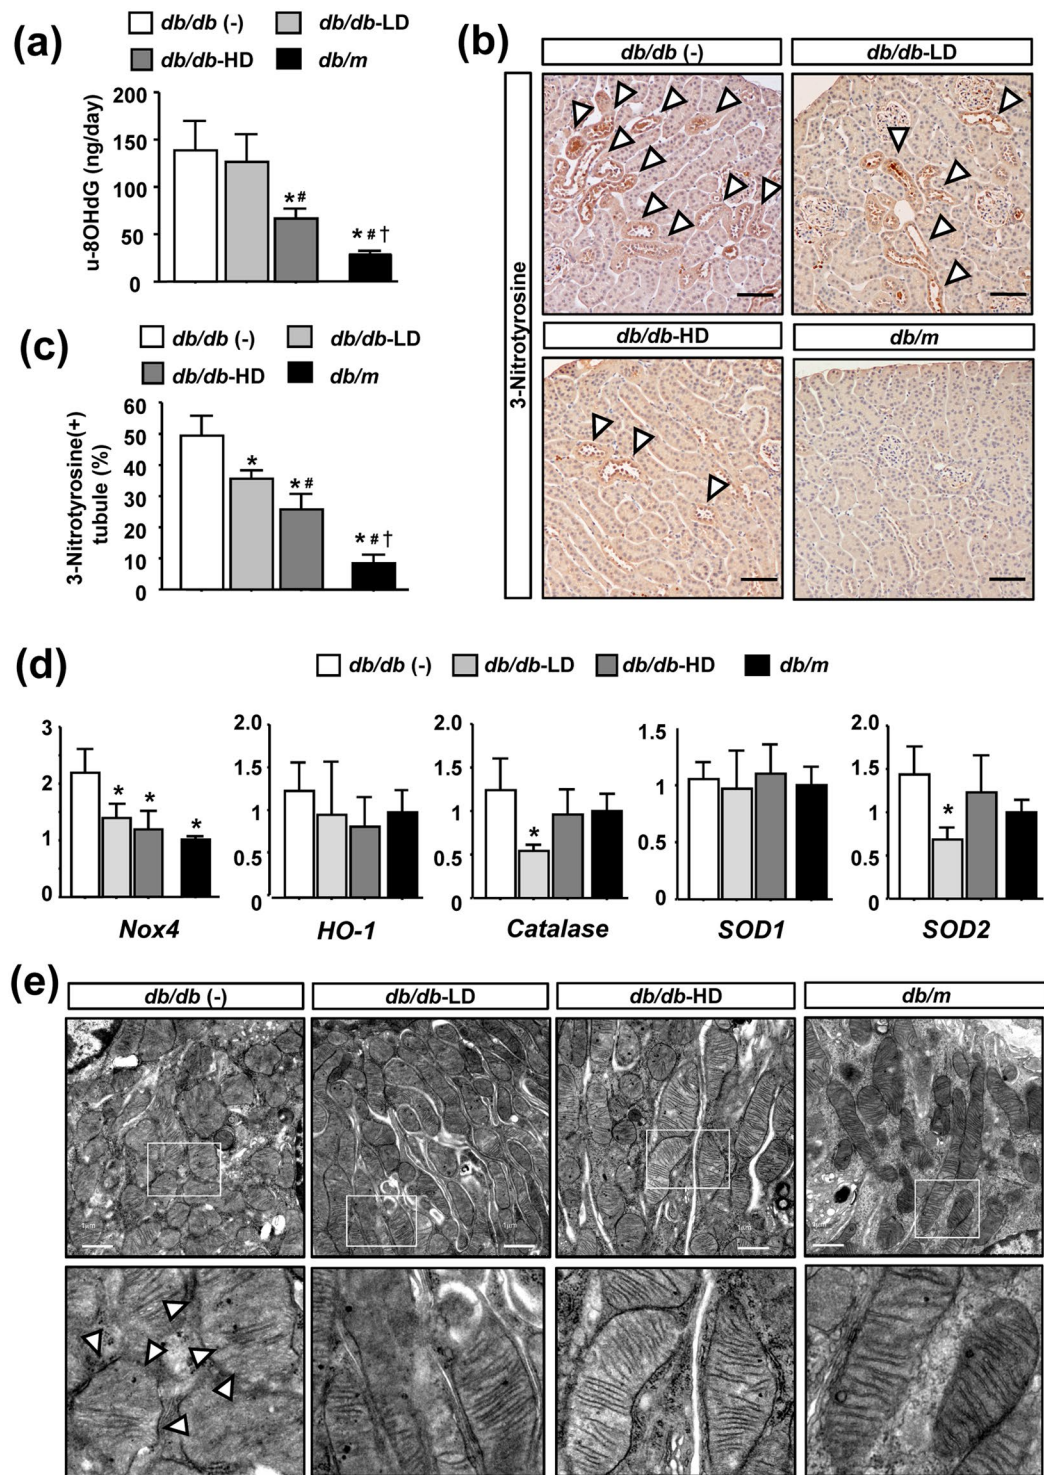 (a)
db/db (-) db/db-LD
db/db-HD db/m
u-8OHdG (ng/day)
200
150
100
50
0
*#
*#†
(b)
db/db (-) db/db-LD
3-Nitrotyrosine
db/db-HD db/m
(c)
db/db (-) db/db-LD
db/db-HD db/m
3-Nitrotyrosine(+)
tubule (%)
60
50
40
30
20
10
0
*
*#
*#†
(d)
db/db (-) db/db-LD db/db-HD db/m
3
2
1
0
* * *
Nox4
2.0
1.5
1
0.5
0
HO-1
2.0
1.5
1
0.5
0
*
Catalase
1.5
1
0.5
0
SOD1
2.0
1.5
1
0.5
0
*
SOD2
(e)
db/db (-) db/db-LD db/db-HD db/m
1μm 1μm 1μm 1μm